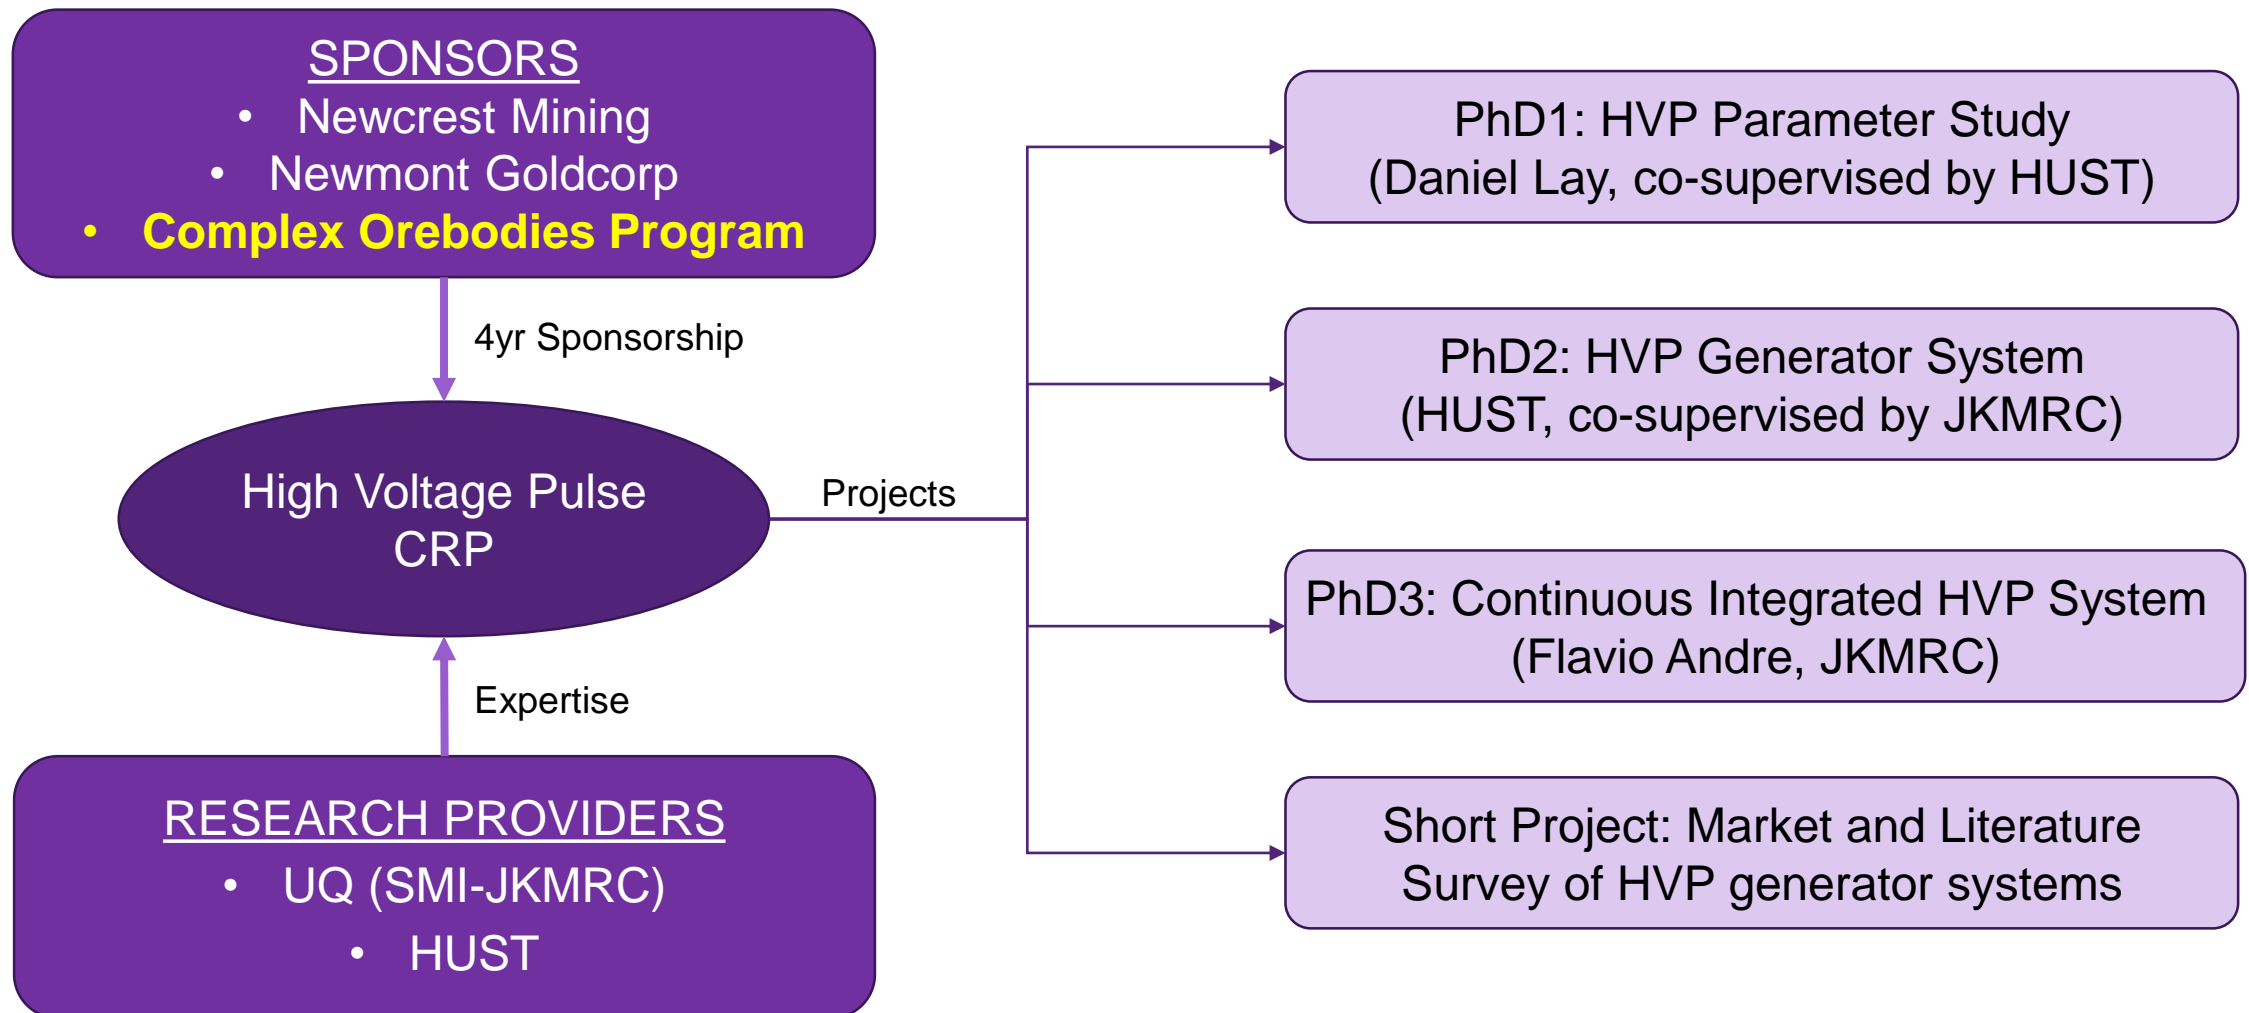 SPONSORS
• Newcrest Mining
• Newmont Goldcorp
• Complex Orebodies Program
4yr Sponsorship
High Voltage Pulse
CRP
Expertise
RESEARCH PROVIDERS
• UQ (SMI-JKMRC)
• HUST
Projects
PhD1: HVP Parameter Study
(Daniel Lay, co-supervised by HUST)
PhD2: HVP Generator System
(HUST, co-supervised by JKMRC)
PhD3: Continuous Integrated HVP System
(Flavio Andre, JKMRC)
Short Project: Market and Literature
Survey of HVP generator systems